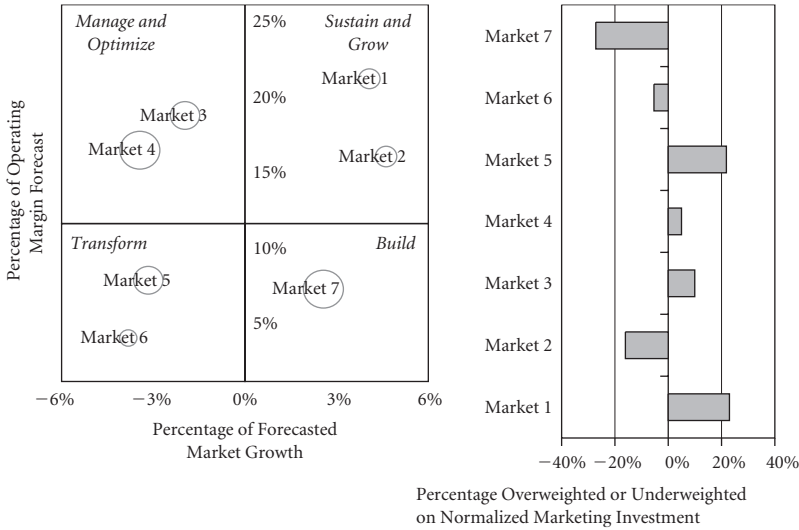 Manage and
Optimize
Sustain and
Grow
25%
20%
15%
10%
5%
Market 1
Market 3
Market 4
Market 2
Transform
Build
Market 5
Market 7
Market 6
−6%
−3%
0%
3%
6%
Percentage of Operating
Margin Forecast
Percentage of Forecasted
Market Growth
Market 7
Market 6
Market 5
Market 4
Market 3
Market 2
Market 1
−40%
−20%
0%
20%
40%
Percentage Overweighted or Underweighted
on Normalized Marketing Investment